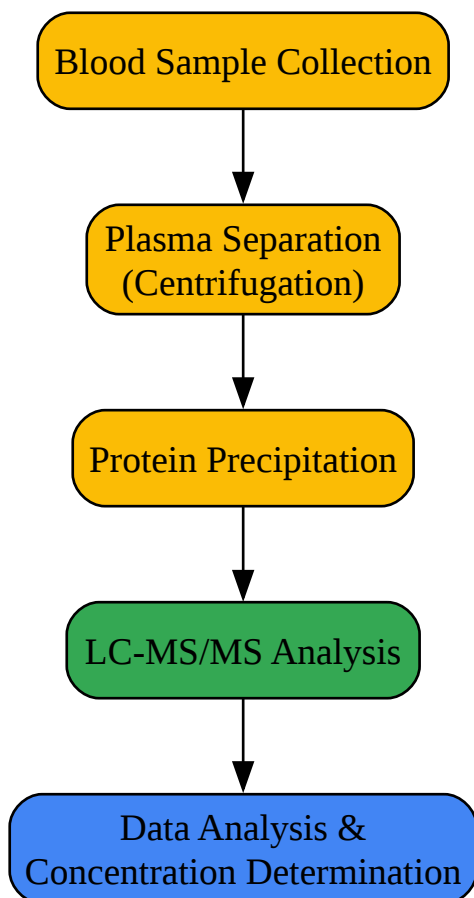 Blood Sample Collection
Plasma Separation
(Centrifugation)
Protein Precipitation
LC-MS/MS Analysis
Data Analysis &
Concentration Determination